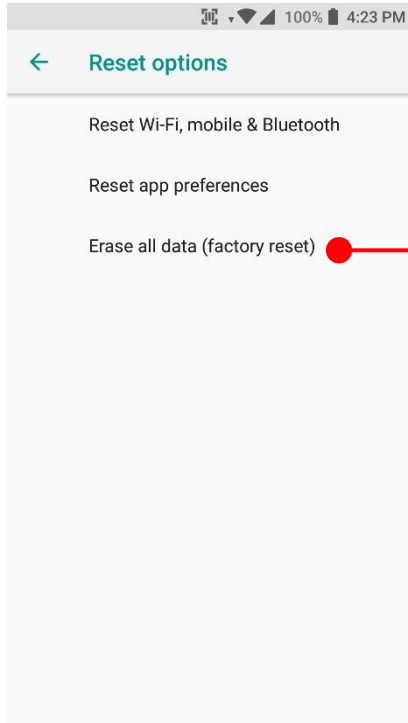 100% 4:23 PM
Reset options
Reset Wi-Fi, mobile & Bluetooth
Reset app preferences
Erase all data (factory reset)